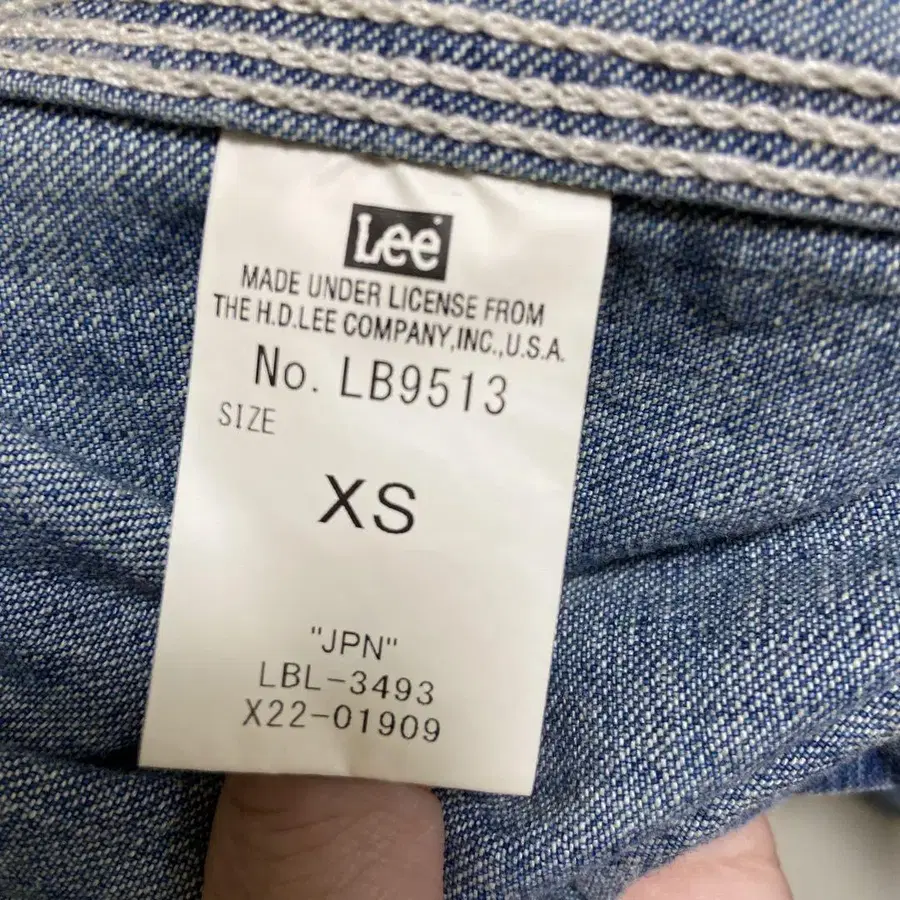 Lee
MADE UNDER LICENSE FROM
THE H.D.LEE COMPANY,INC.,U.S.A.
No. LB9513
SIZE
XS
"JPN"
LBL-3493
X22-01909